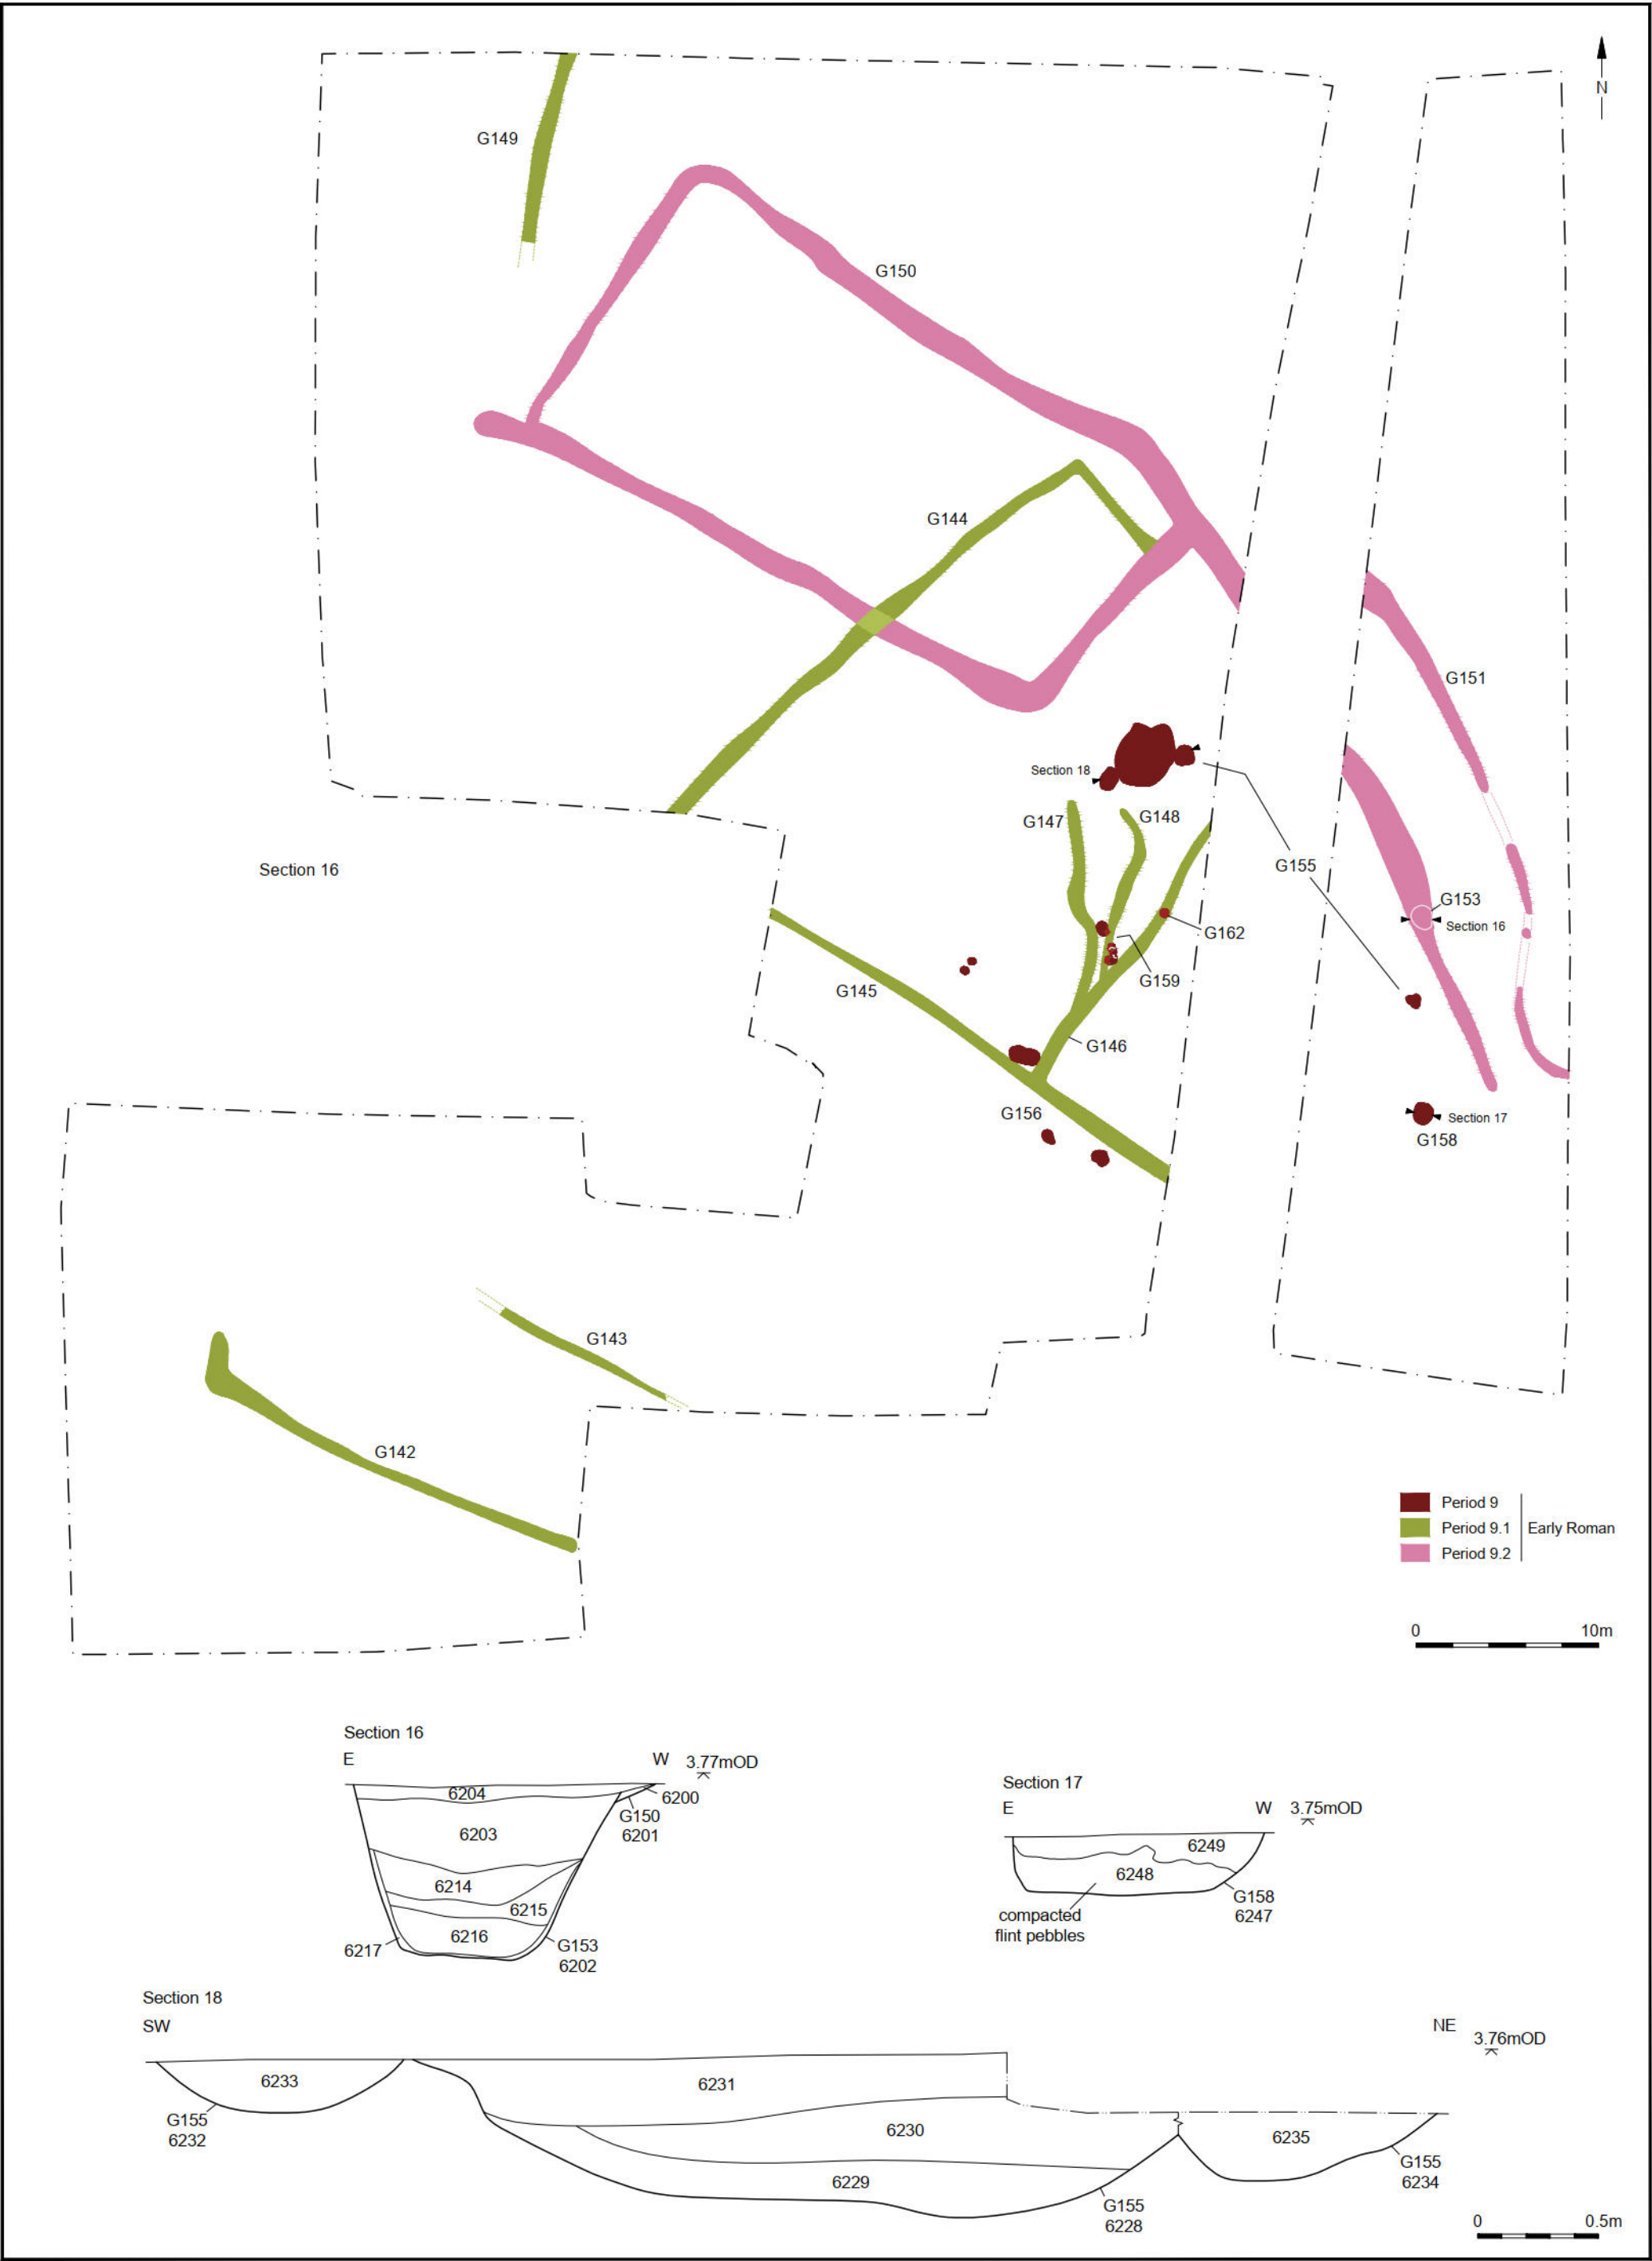 N
G149
G150
G144
G151
Section 18
G147
G148
G155
Section 16
G153
Section 16
G162
G159
G145
G146
G156
Section 17
G158
G143
G142
Period 9
Period 9.1
Early Roman
Period 9.2
0 10m
Section 16
E W 3.77mOD
6204
6200
G150
6201
6203
6214
6215
6216
6217
G153
6202
Section 17
E W 3.75mOD
6249
6248
G158
6247
compacted
flint pebbles
Section 18
SW NE
3.76mOD
6233
6231
G155
6232
6230
6235
6229
G155
6234
G155
6228
0 0.5m